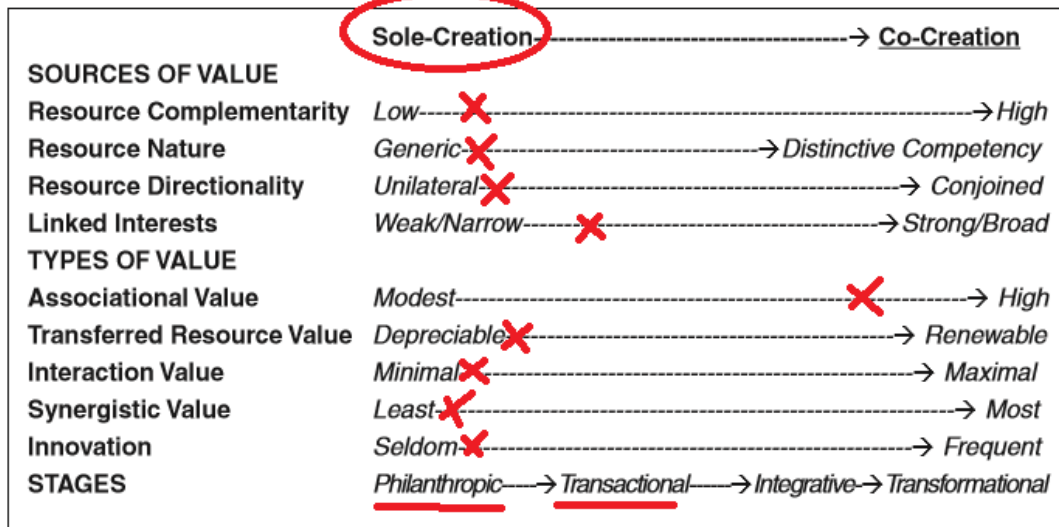 Sole-Creation---→ Co-Creation
SOURCES OF VALUE
Resource Complementarity Low---→High
Resource Nature Generic---→Distinctive Competency
Resource Directionality Unilateral---→ Conjoined
Linked Interests Weak/Narrow---→Strong/Broad
TYPES OF VALUE
Associational Value Modest---→ High
Transferred Resource Value Depreciable---→ Renewable
Interaction Value Minimal---→ Maximal
Synergistic Value Least---→ Most
Innovation Seldom---→ Frequent
STAGES Philanthropic---→Transactional---→Integrative-→Transformational